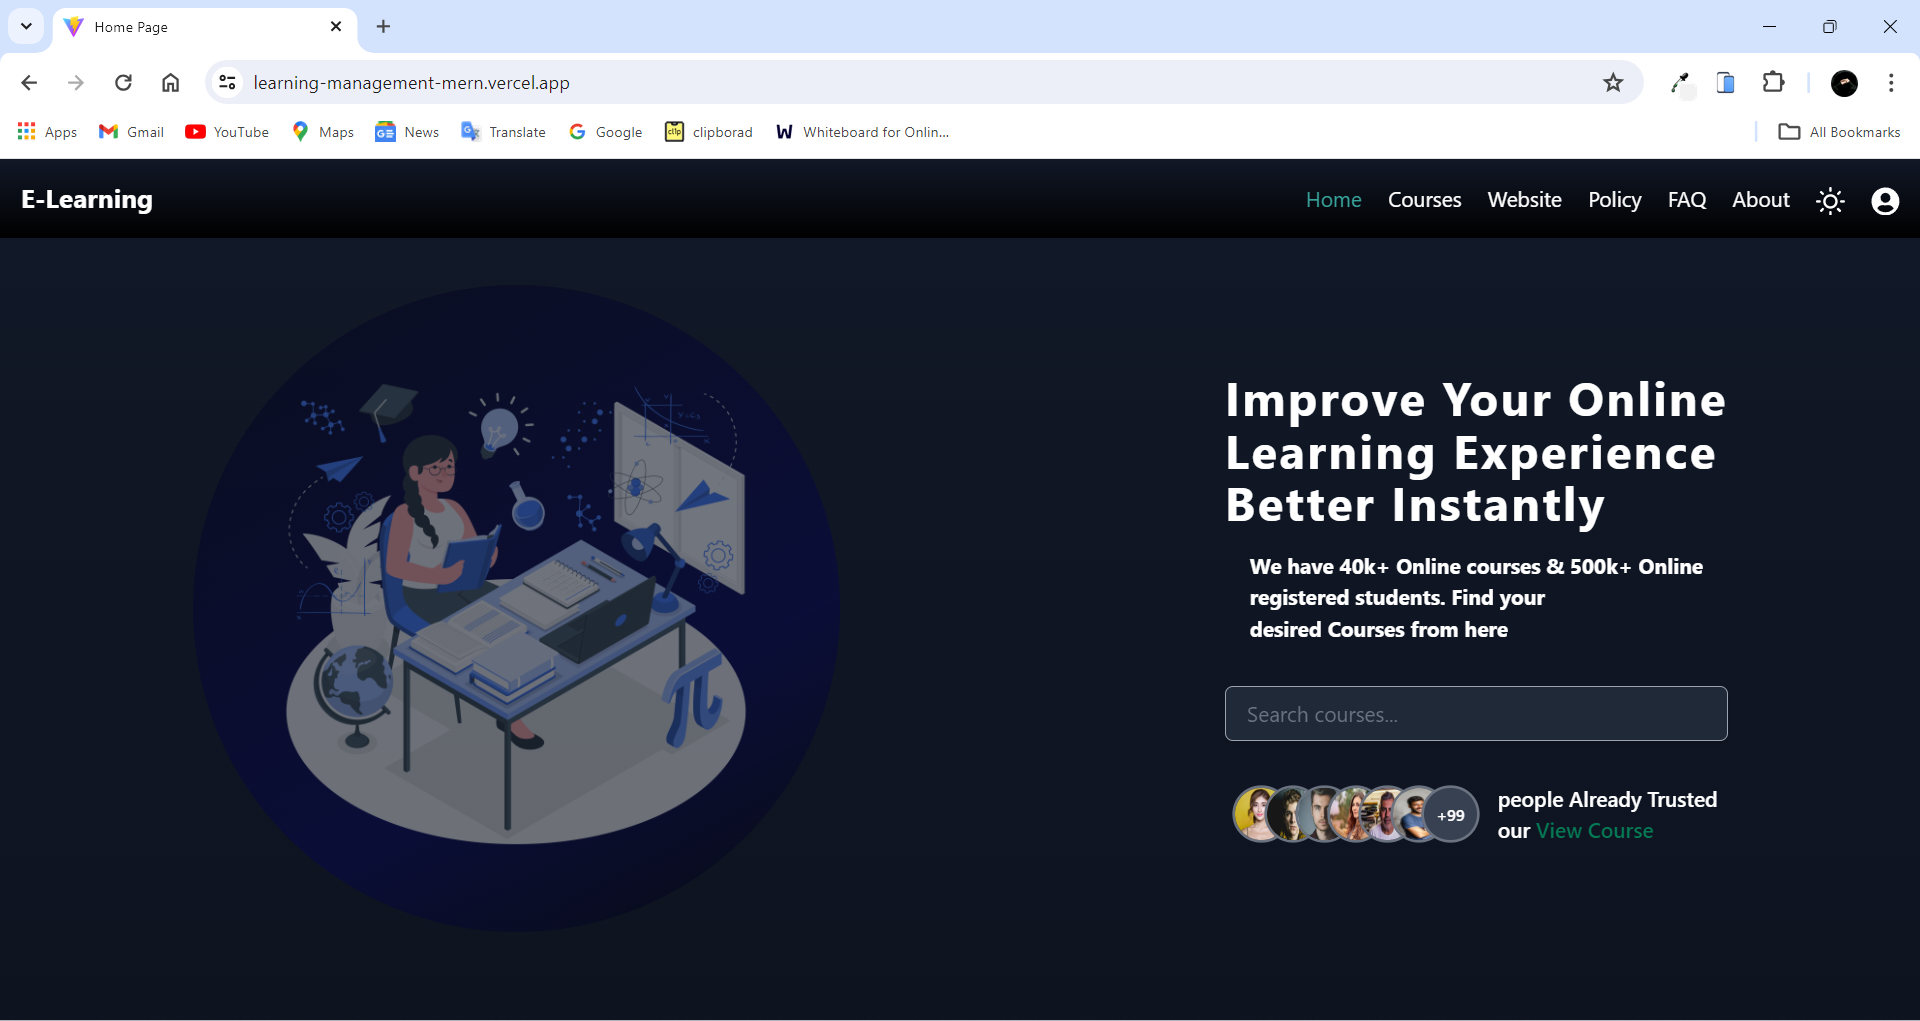 Home Page
learning-management-mern.vercel.app
Apps Gmail YouTube Maps News Translate Google clipborad Whiteboard for Onlin... All Bookmarks
E-Learning Home Courses Website Policy FAQ About
Improve Your Online
Learning Experience
Better Instantly
We have 40k+ Online courses & 500k+ Online
registered students. Find your
desired Courses from here
Search courses...
+99
people Already Trusted
our View Course